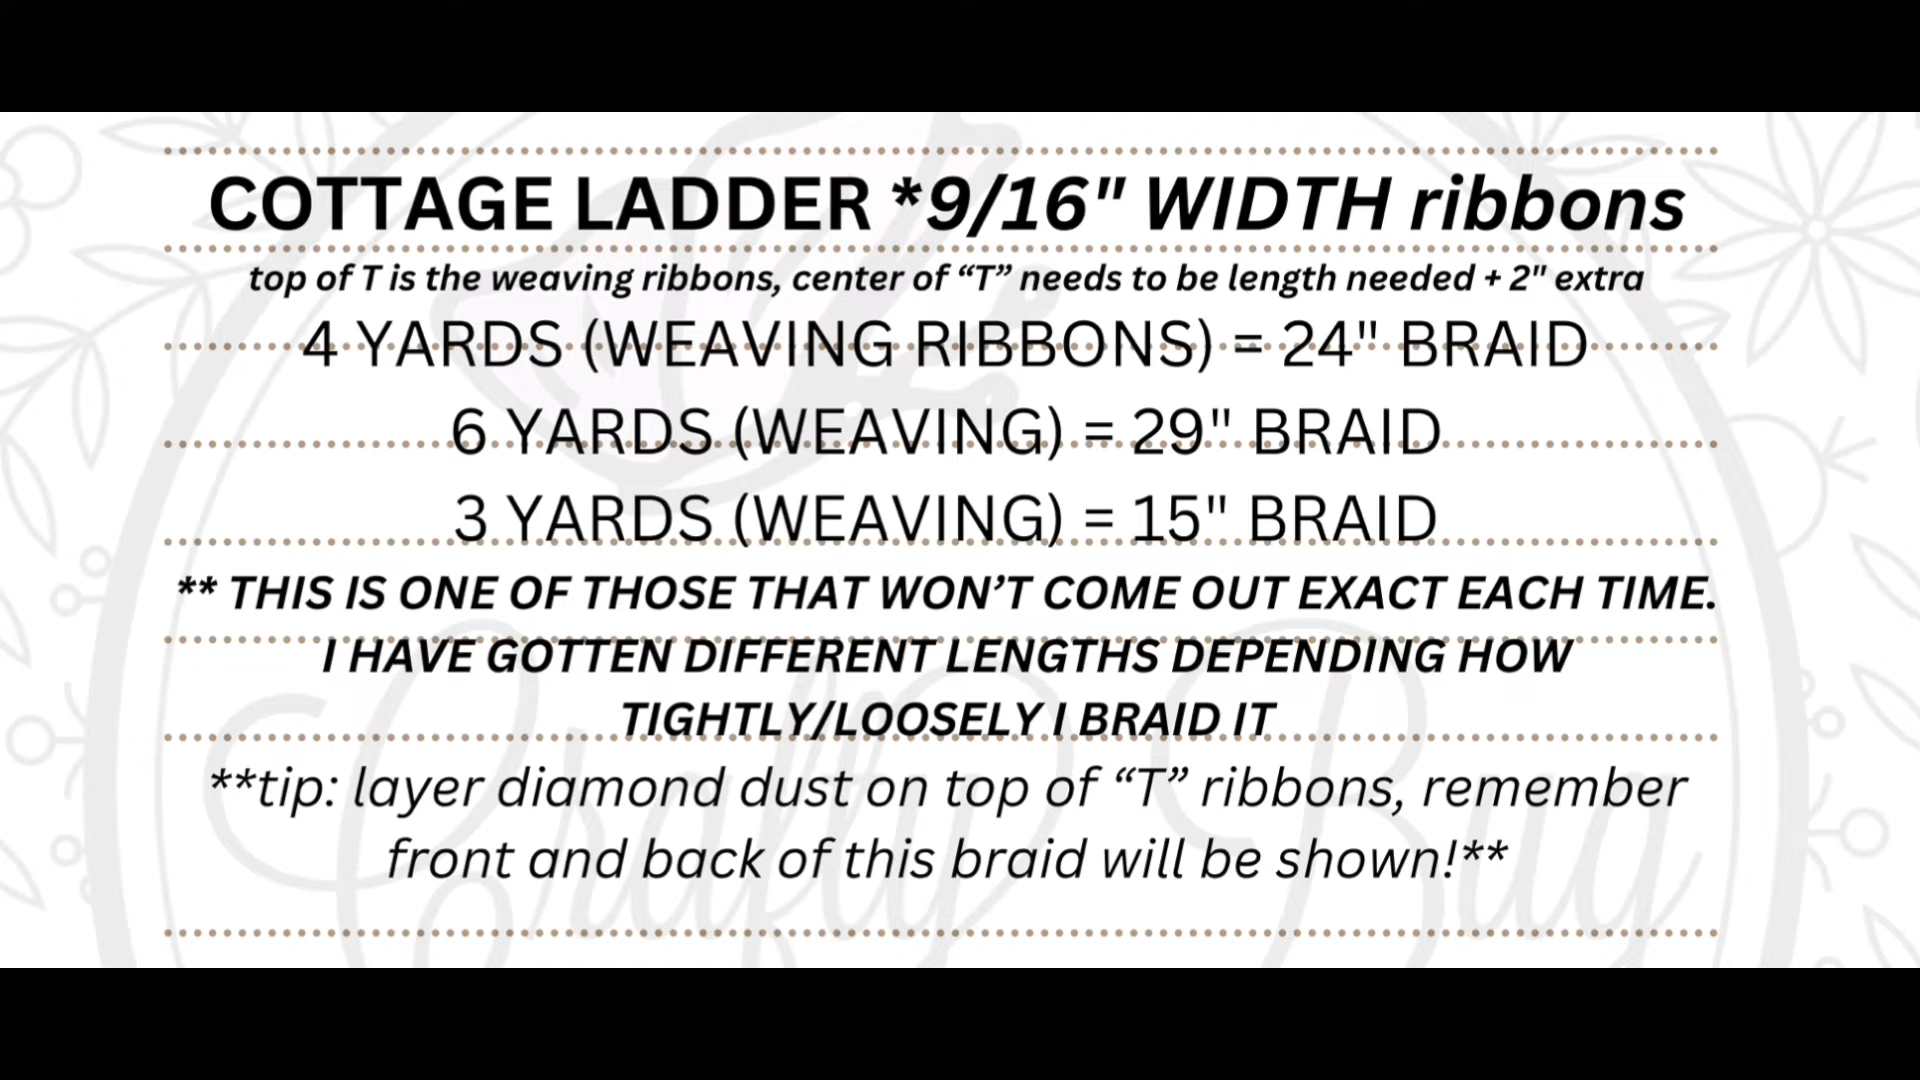 COTTAGE LADDER *9/16" WIDTH ribbons
top of T is the weaving ribbons, center of “T” needs to be length needed + 2" extra
4 YARDS (WEAVING RIBBONS) = 24" BRAID
6 YARDS (WEAVING) = 29" BRAID
3 YARDS (WEAVING) = 15" BRAID
** THIS IS ONE OF THOSE THAT WON’T COME OUT EXACT EACH TIME.
I HAVE GOTTEN DIFFERENT LENGTHS DEPENDING HOW
TIGHTLY/LOOSELY I BRAID IT
**tip: layer diamond dust on top of “T” ribbons, remember
front and back of this braid will be shown!**
Crafty Bug